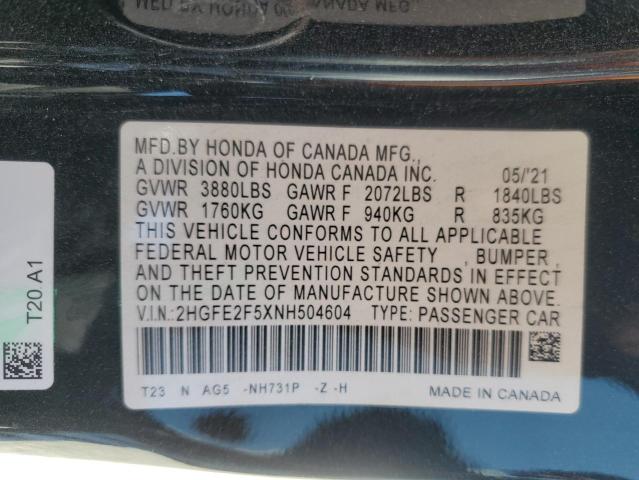 MFD.BY HONDA OF CANADA MFG.,
A DIVISION OF HONDA CANADA INC. 05/'21
GVWR 3880LBS GAWR F 2072LBS R 1840LBS
GVWR 1760KG GAWR F 940KG R 835KG
THIS VEHICLE CONFORMS TO ALL APPLICABLE
FEDERAL MOTOR VEHICLE SAFETY , BUMPER ,
AND THEFT PREVENTION STANDARDS IN EFFECT
ON THE DATE OF MANUFACTURE SHOWN ABOVE.
V.I.N.: 2HGFE2F5XNH504604 TYPE: PASSENGER CAR
T23 N AG5 -NH731P -Z -H MADE IN CANADA
T20 A1